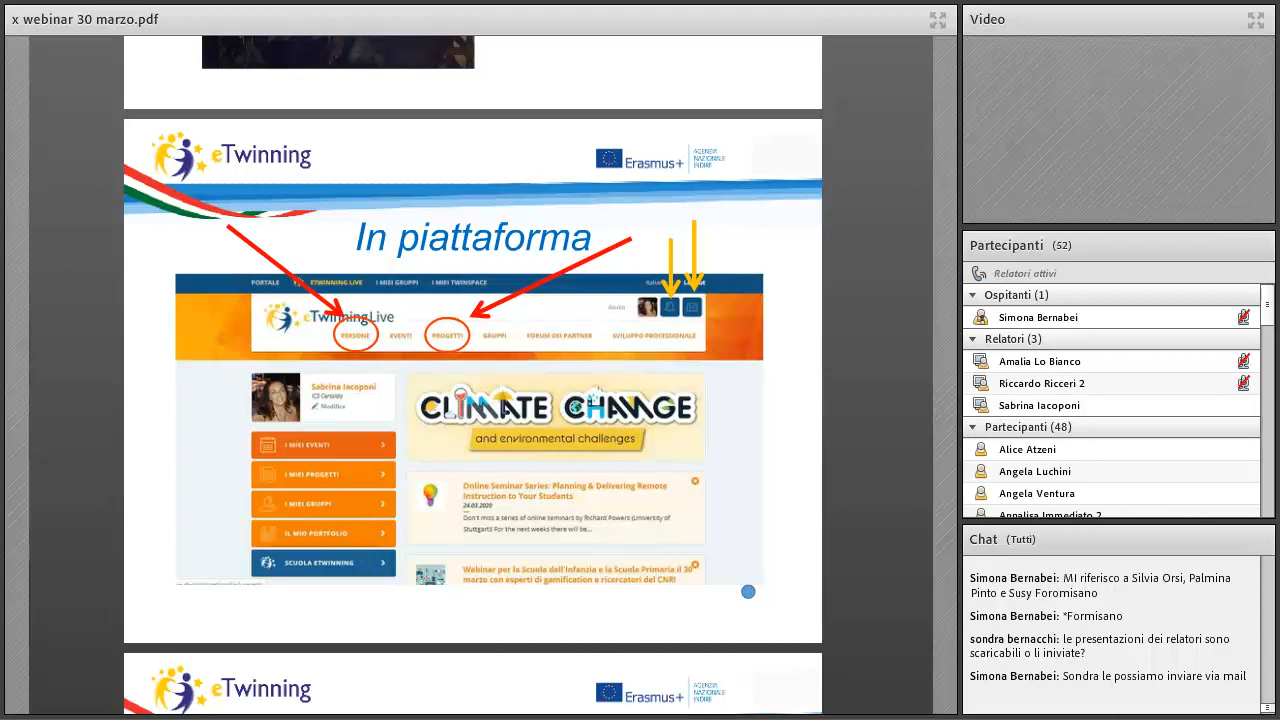 x webinar 30 marzo.pdf
eTwinning
Erasmus+
AGENZIA
NAZIONALE
INDIRE
In piattaforma
PORTALE ETWINNING LIVE I MIEI GRUPPI I MIEI TWINSPACE
eTwinningLive
PERSONE EVENTI PROGETTI GRUPPI FORUM DEI PARTNER SVILUPPO PROFESSIONALE
Sabrina Iacoponi
ICS Certaldo
Modifica
I MIEI EVENTI
I MIEI PROGETTI
I MIEI GRUPPI
IL MIO PORTFOLIO
SCUOLA ETWINNING
CLIMATE CHANGE
and environmental challenges
Online Seminar Series: Planning & Delivering Remote
Instruction to Your Students
24.03.2020
Don't miss a series of online seminars by Richard Powers (University of
Stuttgart)! For the next weeks there will be...
Webinar per la Scuola dell'Infanzia e la Scuola Primaria il 30
marzo con esperti di gamification e ricercatori del CNR!
eTwinning
Erasmus+
AGENZIA
NAZIONALE
INDIRE
Video
Partecipanti (52)
Relatori attivi
Ospitanti (1)
Simona Bernabei
Relatori (3)
Amalia Lo Bianco
Riccardo Ricceri 2
Sabrina Iacoponi
Partecipanti (48)
Alice Atzeni
Angela Luchini
Angela Ventura
Annalisa Immediato 2
Chat (Tutti)
Simona Bernabei: Mi riferisco a Silvia Orsi, Palmina
Pinto e Susy Foromisano
Simona Bernabei: *Formisano
sondra bernacchi: le presentazioni dei relatori sono
scaricabili o li iniviate?
Simona Bernabei: Sondra le possiamo inviare via mail